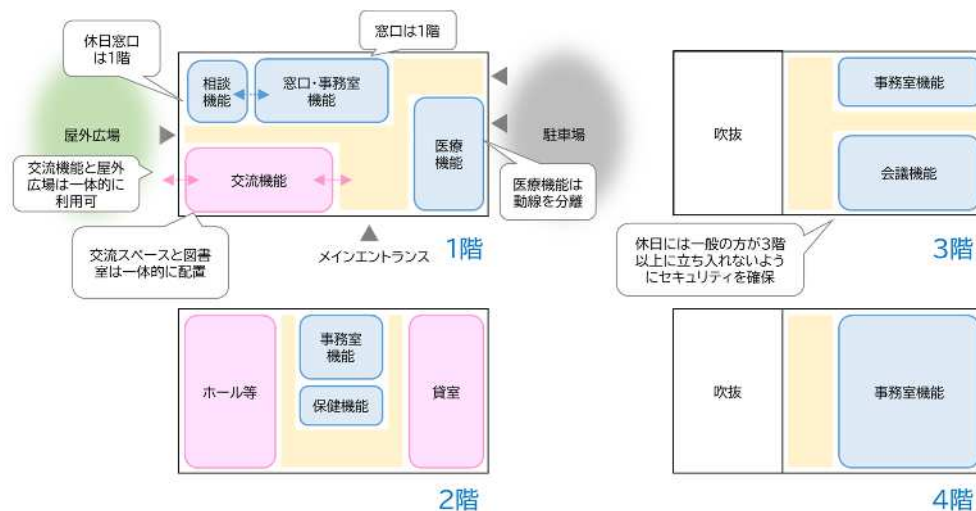 休日窓口
は1階
窓口は1階
相談
機能
窓口・事務室
機能
屋外広場
医療
機能
駐車場
交流機能と屋外
広場は一体的に
利用可
交流機能
医療機能は
動線を分離
交流スペースと図書
室は一体的に配置
メインエントランス
1階
吹抜
事務室機能
会議機能
休日には一般の方が3階
以上に立ち入れないよう
にセキュリティを確保
3階
ホール等
事務室
機能
保健機能
貸室
2階
吹抜
事務室機能
4階